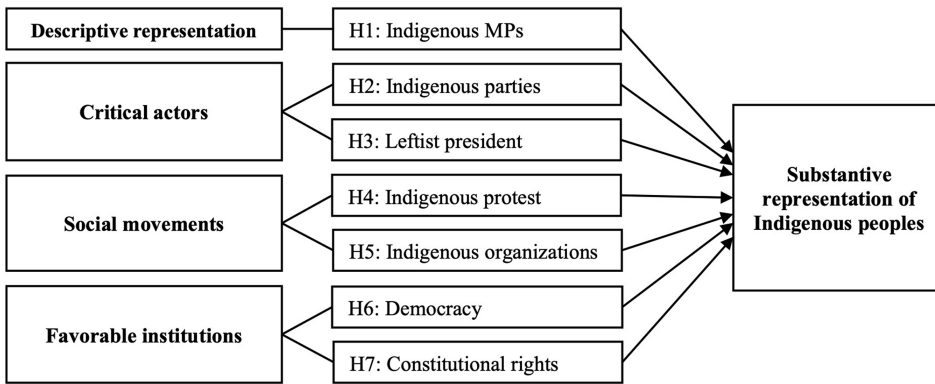 Descriptive representation
H1: Indigenous MPs
Critical actors
H2: Indigenous parties
H3: Leftist president
Social movements
H4: Indigenous protest
H5: Indigenous organizations
Favorable institutions
H6: Democracy
H7: Constitutional rights
Substantive
representation of
Indigenous peoples